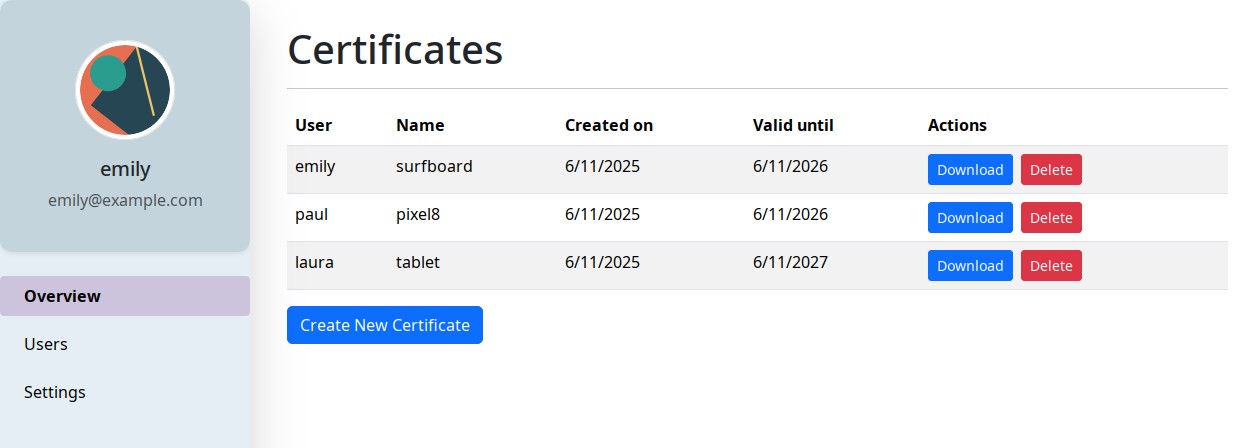 emily
emily@example.com
Overview
Users
Settings
Certificates
User Name Created on Valid until Actions
emily surfboard 6/11/2025 6/11/2026 Download Delete
paul pixel8 6/11/2025 6/11/2026 Download Delete
laura tablet 6/11/2025 6/11/2027 Download Delete
Create New Certificate